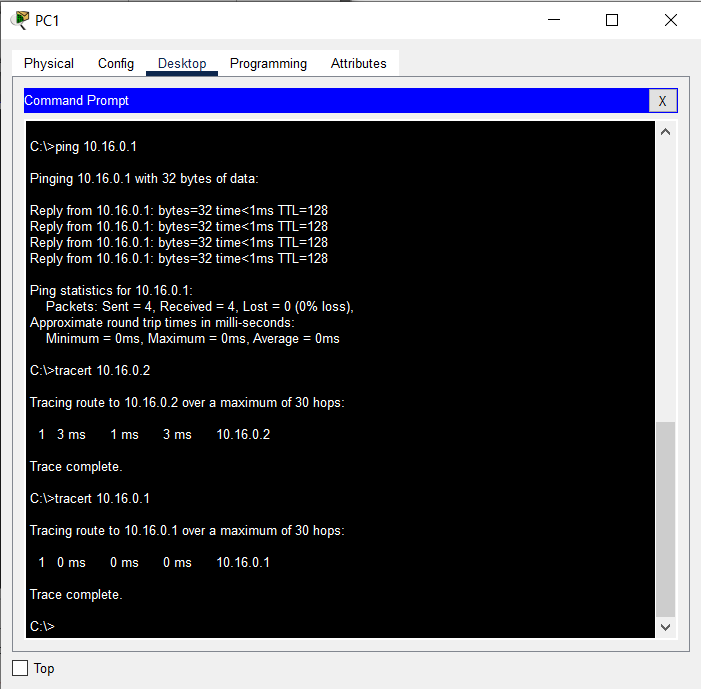 PC1
Physical Config Desktop Programming Attributes
Command Prompt
X
C:\>ping 10.16.0.1
Pinging 10.16.0.1 with 32 bytes of data:
Reply from 10.16.0.1: bytes=32 time<1ms TTL=128
Reply from 10.16.0.1: bytes=32 time<1ms TTL=128
Reply from 10.16.0.1: bytes=32 time<1ms TTL=128
Reply from 10.16.0.1: bytes=32 time<1ms TTL=128
Ping statistics for 10.16.0.1:
Packets: Sent = 4, Received = 4, Lost = 0 (0% loss),
Approximate round trip times in milli-seconds:
Minimum = 0ms, Maximum = 0ms, Average = 0ms
C:\>tracert 10.16.0.2
Tracing route to 10.16.0.2 over a maximum of 30 hops:
1 3 ms 1 ms 3 ms 10.16.0.2
Trace complete.
C:\>tracert 10.16.0.1
Tracing route to 10.16.0.1 over a maximum of 30 hops:
1 0 ms 0 ms 0 ms 10.16.0.1
Trace complete.
C:\>
Top